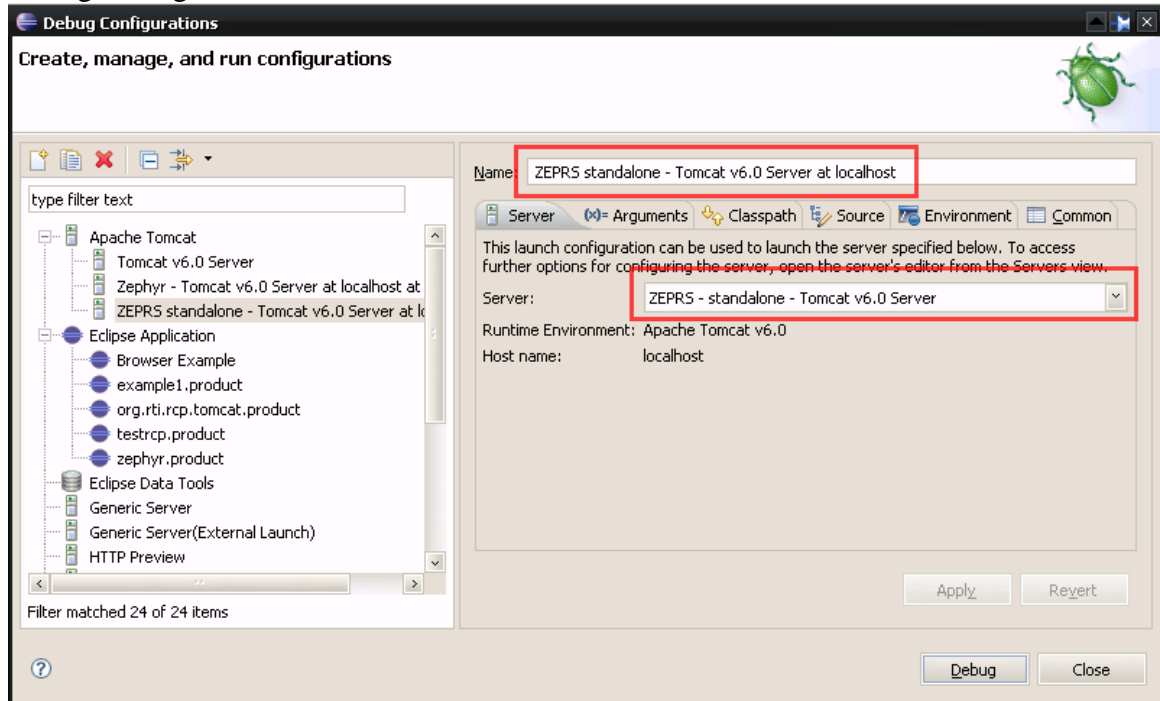 Debug Configurations
Create, manage, and run configurations
type filter text
Apache Tomcat
Tomcat v6.0 Server
Zephyr - Tomcat v6.0 Server at localhost at
ZEPRS standalone - Tomcat v6.0 Server at lo
Eclipse Application
Browser Example
example1.product
org.rti.rcp.tomcat.product
testrcp.product
zephyr.product
Eclipse Data Tools
Generic Server
Generic Server(External Launch)
HTTP Preview
Filter matched 24 of 24 items
Name: ZEPRS standalone - Tomcat v6.0 Server at localhost
Server (x)= Arguments Classpath Source Environment Common
This launch configuration can be used to launch the server specified below. To access
further options for configuring the server, open the server's editor from the Servers view.
Server: ZEPRS - standalone - Tomcat v6.0 Server
Runtime Environment: Apache Tomcat v6.0
Host name: localhost
Apply Revert
Debug Close